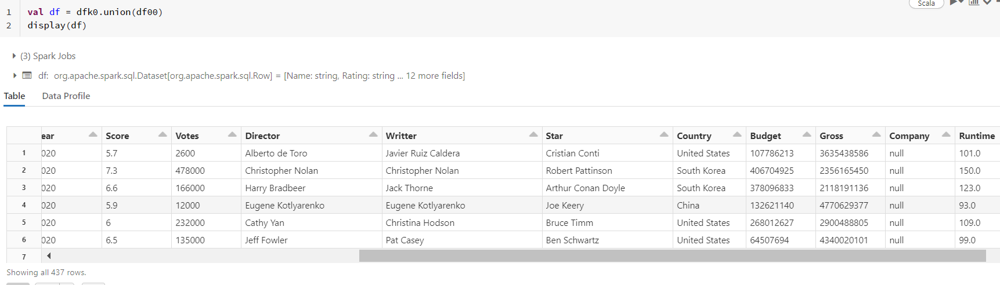 Scala
1 val df = dfk0.union(df00)
2 display(df)
(3) Spark Jobs
df: org.apache.spark.sql.Dataset[org.apache.spark.sql.Row] = [Name: string, Rating: string ... 12 more fields]
Table Data Profile
ear Score Votes Director Writter Star Country Budget Gross Company Runtime
1 020 5.7 2600 Alberto de Toro Javier Ruiz Caldera Cristian Conti United States 107786213 3635438586 null 101.0
2 020 7.3 478000 Christopher Nolan Christopher Nolan Robert Pattinson South Korea 406704925 2356165450 null 150.0
3 020 6.6 166000 Harry Bradbeer Jack Thorne Arthur Conan Doyle South Korea 378096833 2118191136 null 123.0
4 020 5.9 12000 Eugene Kotlyarenko Eugene Kotlyarenko Joe Keery China 132621140 4770629377 null 93.0
5 020 6 232000 Cathy Yan Christina Hodson Bruce Timm United States 268012627 2900488805 null 109.0
6 020 6.5 135000 Jeff Fowler Pat Casey Ben Schwartz United States 64507694 4340020101 null 99.0
7
Showing all 437 rows.